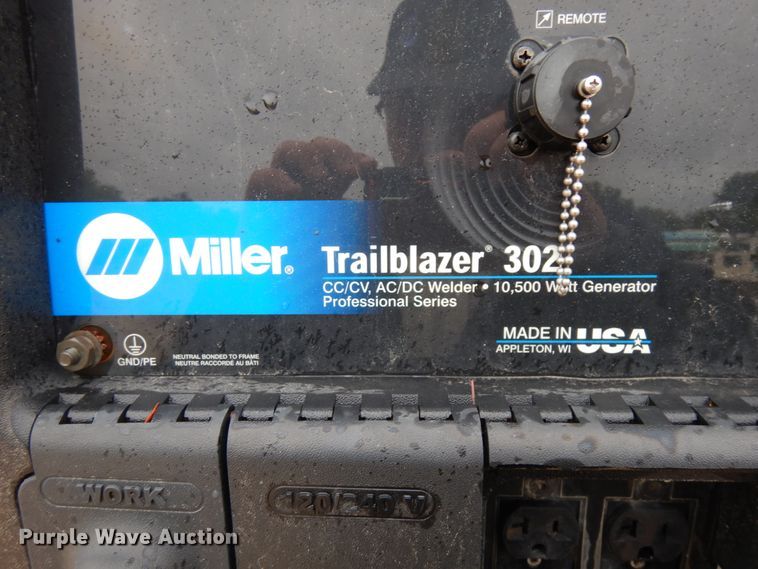 REMOTE
Miller®
Trailblazer® 302
CC/CV, AC/DC Welder • 10,500 Watt Generator
Professional Series
MADE IN USA
APPLETON, WI
GND/PE
NEUTRAL BONDED TO FRAME
NEUTRE RACCORDÉ AU BÂTI
WORK
120/240 V
Purple Wave Auction